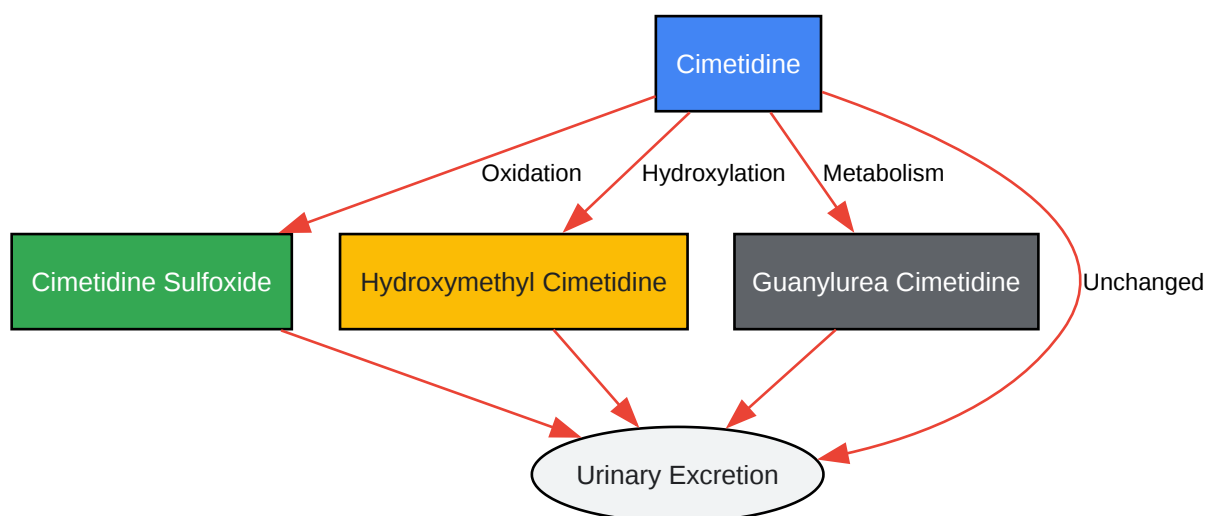 Cimetidine
Oxidation
Hydroxylation
Metabolism
Cimetidine Sulfoxide
Hydroxymethyl Cimetidine
Guanylurea Cimetidine
Unchanged
Urinary Excretion